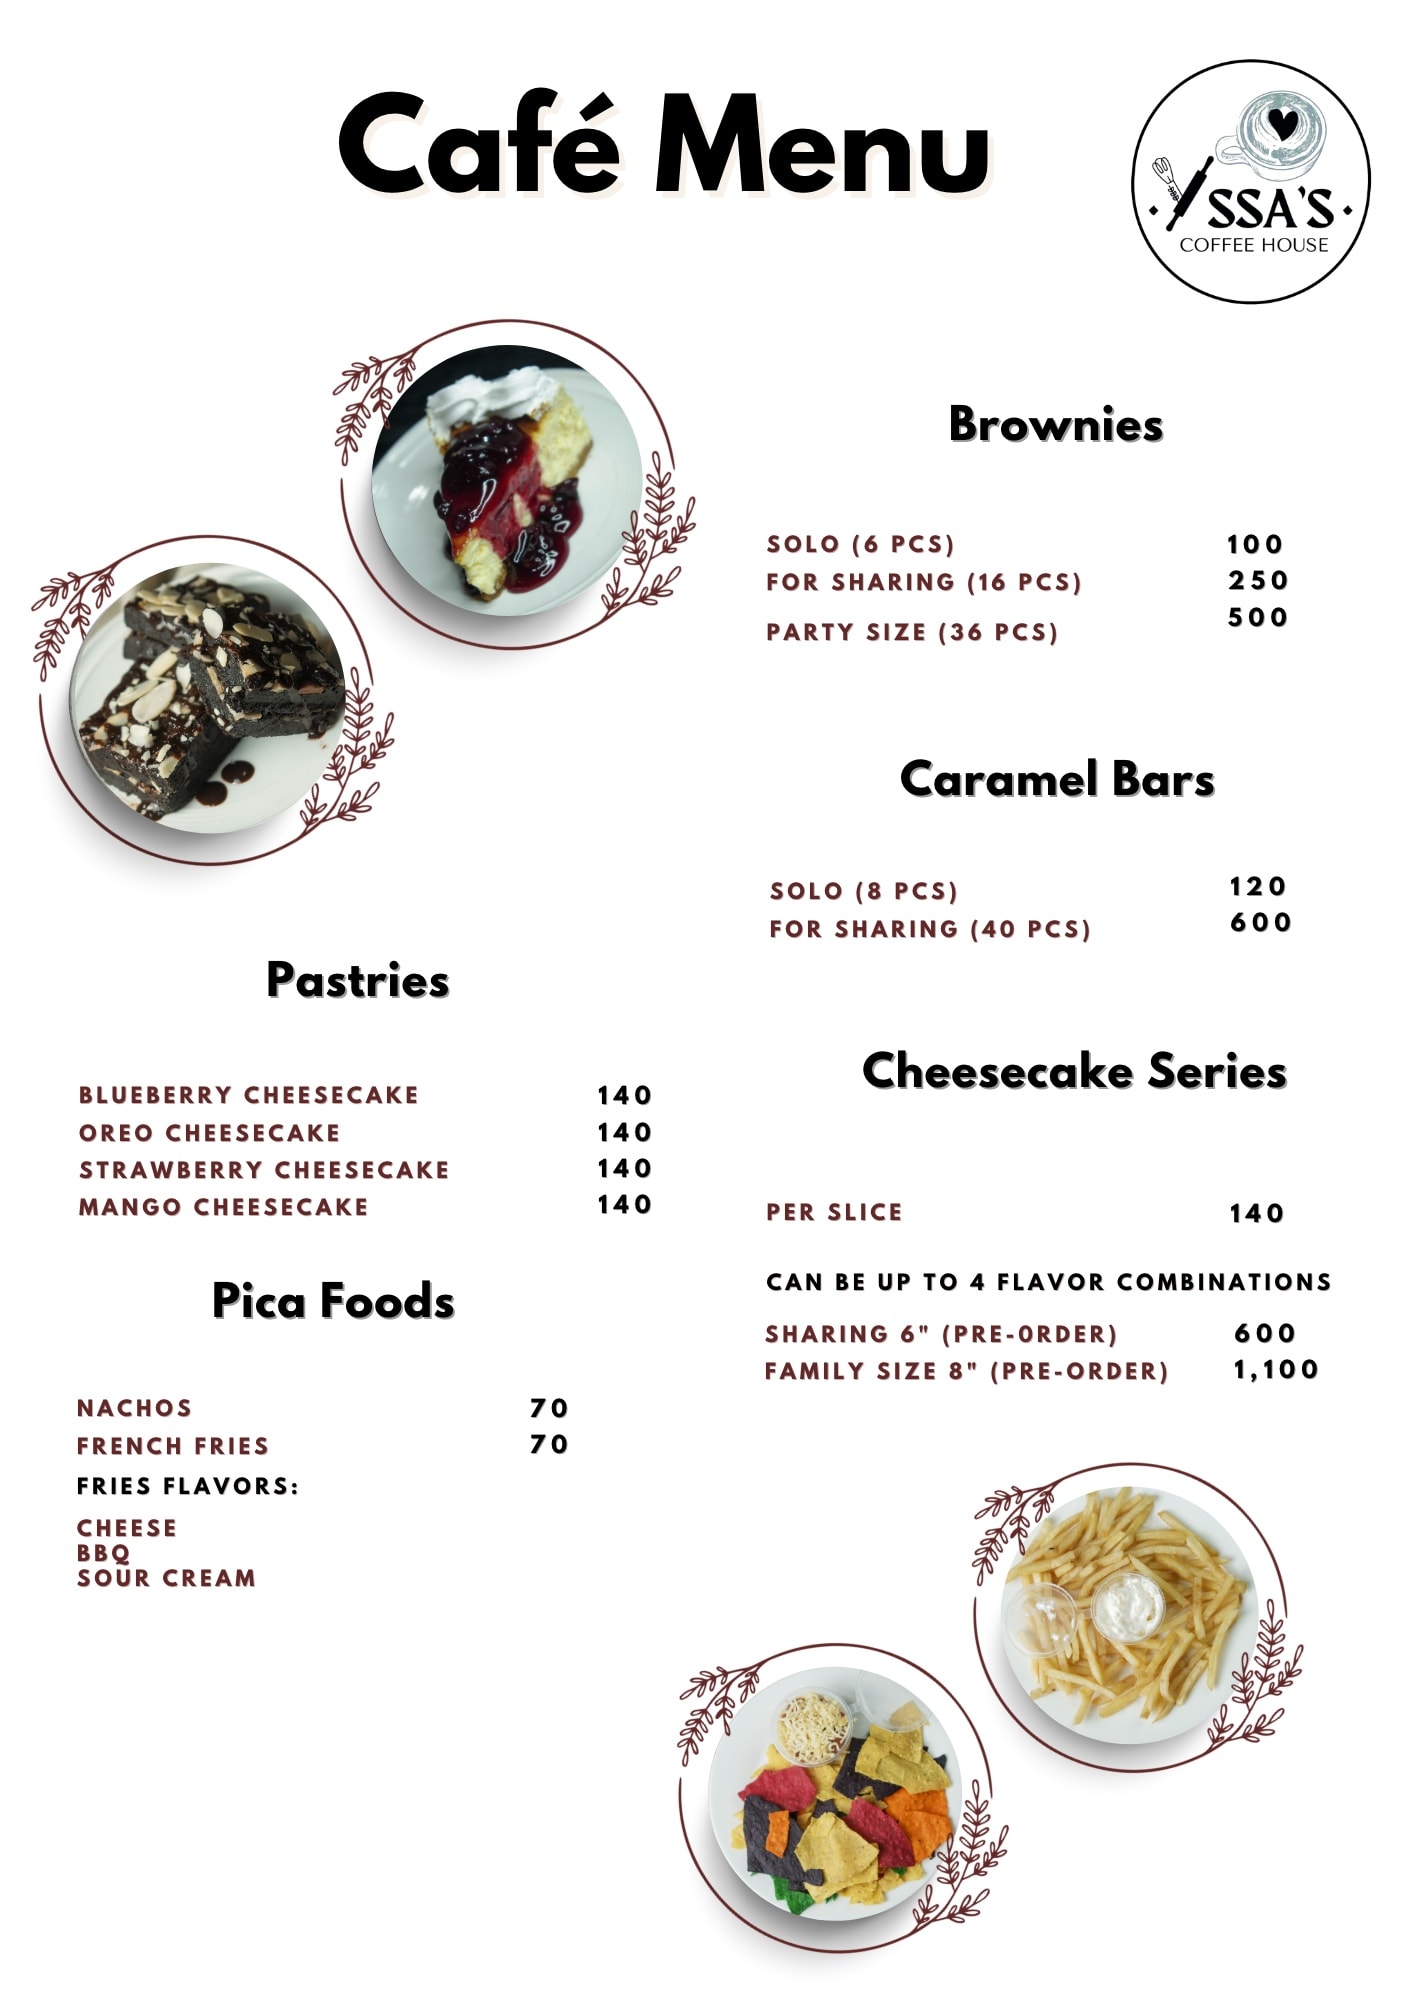 Café Menu
SSA'S
COFFEE HOUSE
Brownies
SOLO (6 PCS) 100
FOR SHARING (16 PCS) 250
PARTY SIZE (36 PCS) 500
Caramel Bars
SOLO (8 PCS) 120
FOR SHARING (40 PCS) 600
Pastries
BLUEBERRY CHEESECAKE 140
OREO CHEESECAKE 140
STRAWBERRY CHEESECAKE 140
MANGO CHEESECAKE 140
Cheesecake Series
PER SLICE 140
CAN BE UP TO 4 FLAVOR COMBINATIONS
SHARING 6" (PRE-0RDER) 600
FAMILY SIZE 8" (PRE-ORDER) 1,100
Pica Foods
NACHOS 70
FRENCH FRIES 70
FRIES FLAVORS:
CHEESE
BBQ
SOUR CREAM